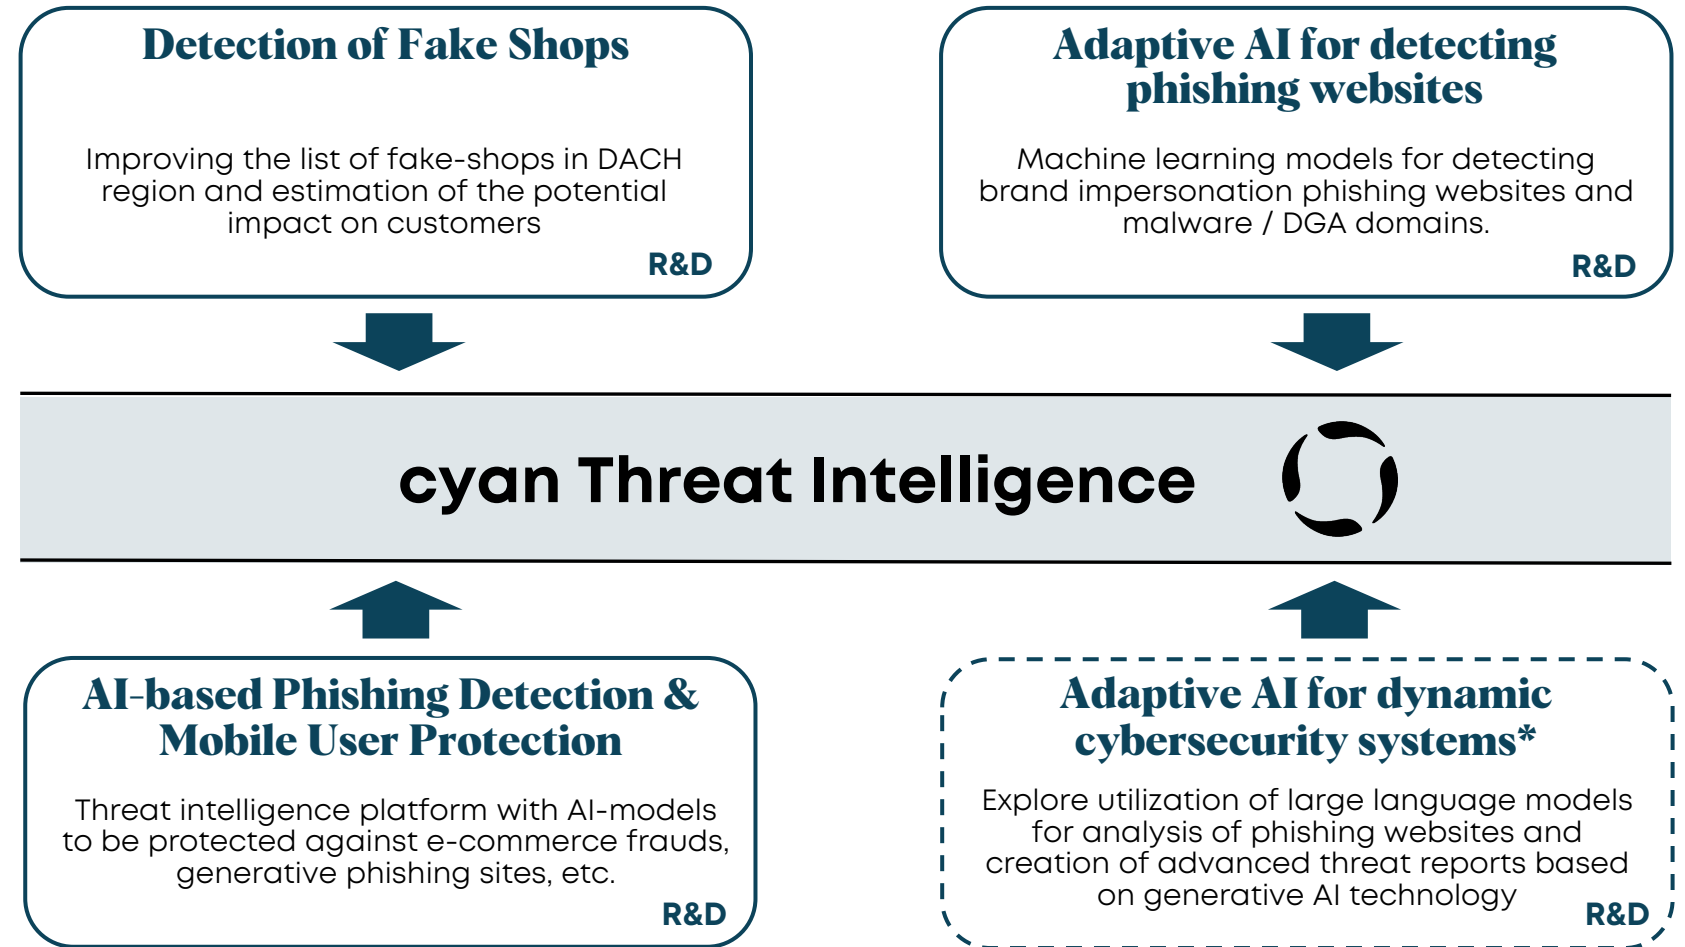 Detection of Fake Shops
Improving the list of fake-shops in DACH
region and estimation of the potential
impact on customers
R&D
Adaptive AI for detecting
phishing websites
Machine learning models for detecting
brand impersonation phishing websites and
malware / DGA domains.
R&D
cyan Threat Intelligence
AI-based Phishing Detection &
Mobile User Protection
Threat intelligence platform with AI-models
to be protected against e-commerce frauds,
generative phishing sites, etc.
R&D
Adaptive AI for dynamic
cybersecurity systems*
Explore utilization of large language models
for analysis of phishing websites and
creation of advanced threat reports based
on generative AI technology
R&D